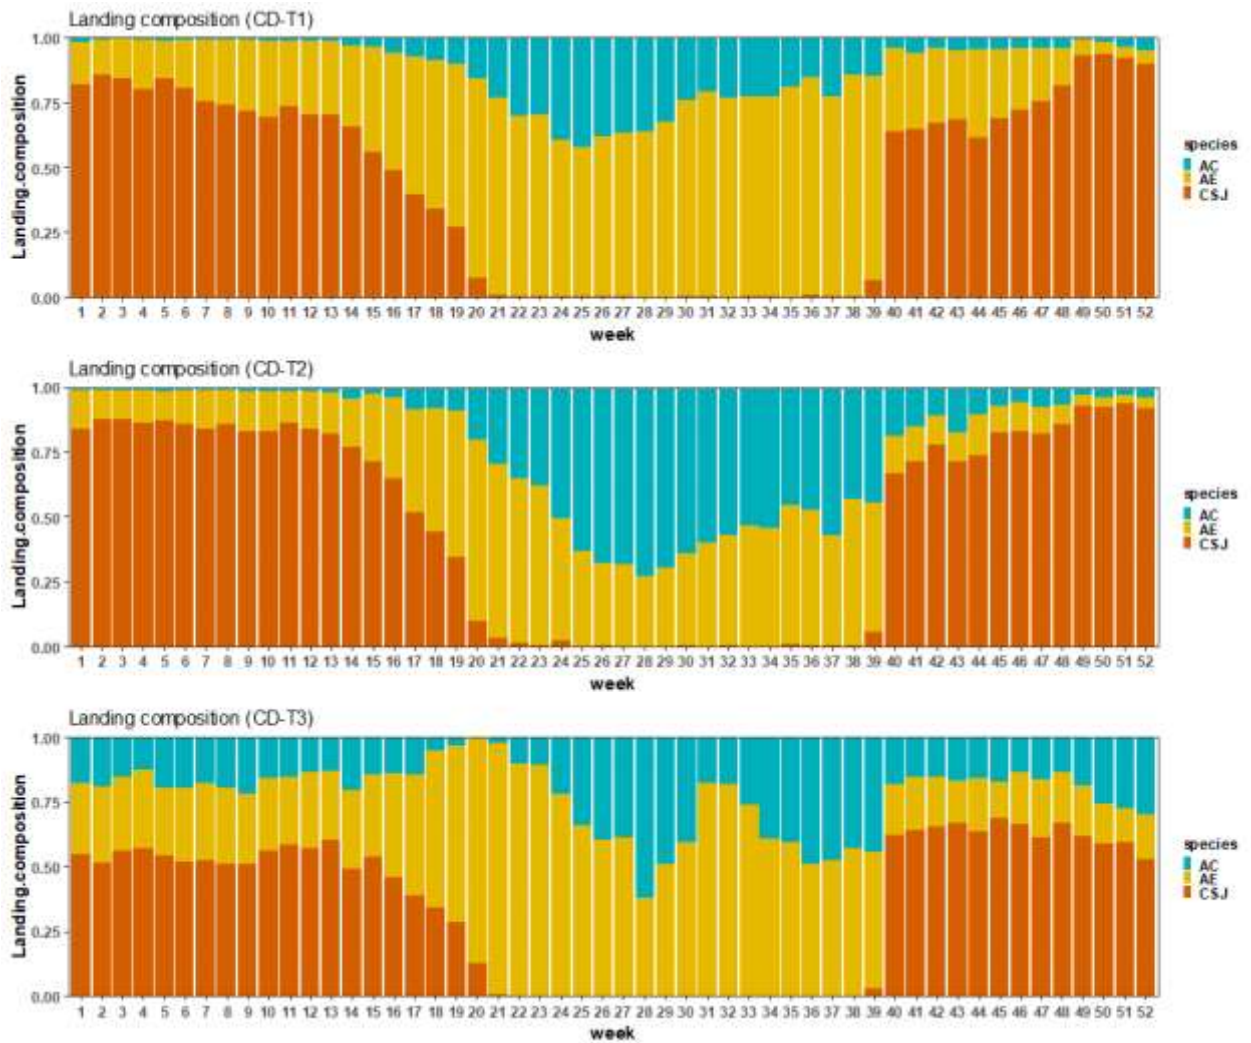 Landing composition (CD-T1)
Landing.composition
1.00
0.75
0.50
0.25
0.00
1 2 3 4 5 6 7 8 9 10 11 12 13 14 15 16 17 18 19 20 21 22 23 24 25 26 27 28 29 30 31 32 33 34 35 36 37 38 39 40 41 42 43 44 45 46 47 48 49 50 51 52
week
species
AC
AE
CSJ
Landing composition (CD-T2)
Landing.composition
1.00
0.75
0.50
0.25
0.00
1 2 3 4 5 6 7 8 9 10 11 12 13 14 15 16 17 18 19 20 21 22 23 24 25 26 27 28 29 30 31 32 33 34 35 36 37 38 39 40 41 42 43 44 45 46 47 48 49 50 51 52
week
species
AC
AE
CSJ
Landing composition (CD-T3)
Landing.composition
1.00
0.75
0.50
0.25
0.00
1 2 3 4 5 6 7 8 9 10 11 12 13 14 15 16 17 18 19 20 21 22 23 24 25 26 27 28 29 30 31 32 33 34 35 36 37 38 39 40 41 42 43 44 45 46 47 48 49 50 51 52
week
species
AC
AE
CSJ